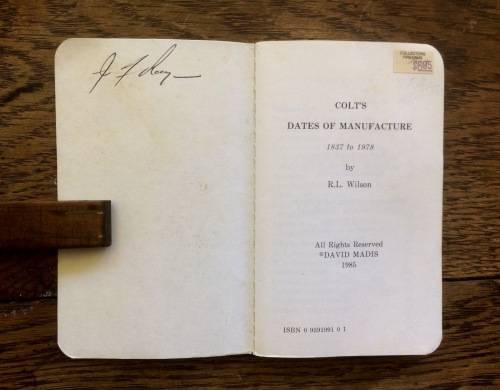 COLT'S
DATES OF MANUFACTURE
1837 to 1978
by
R.L. Wilson
All Rights Reserved
©DAVID MADIS
1985